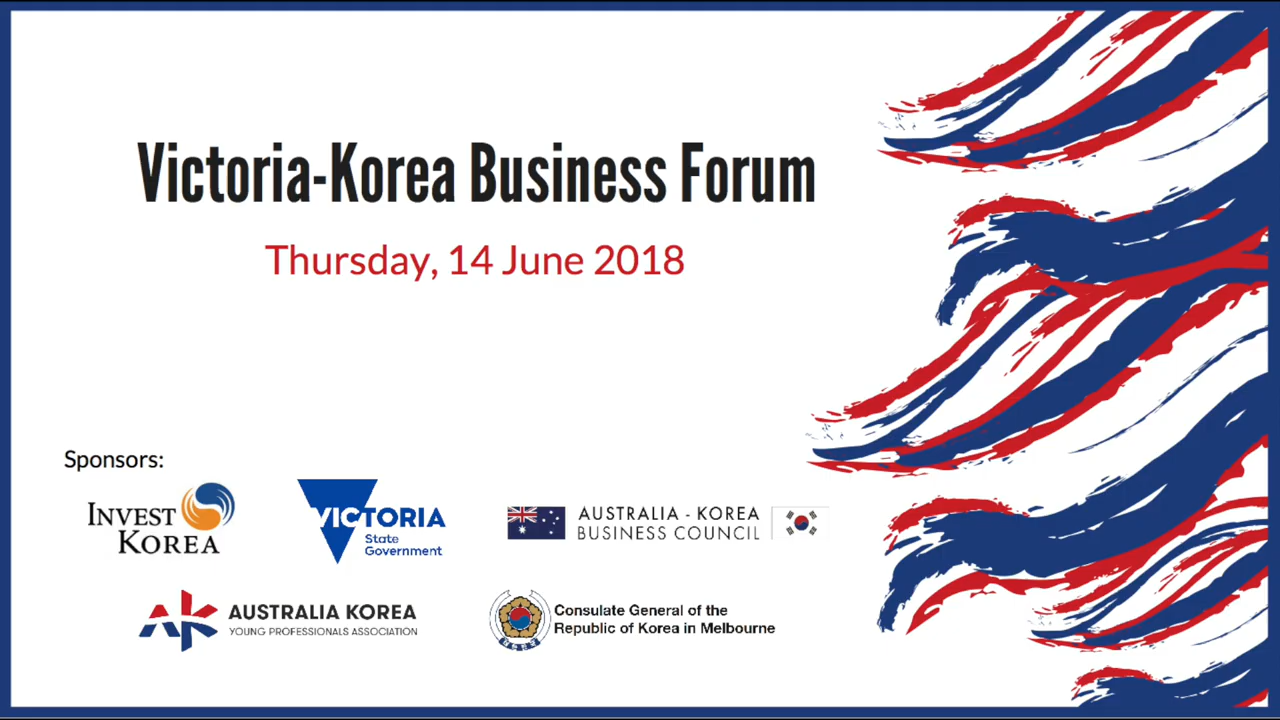 Victoria-Korea Business Forum
Thursday, 14 June 2018
Sponsors:
INVEST
KOREA
VICTORIA
State
Government
AUSTRALIA - KOREA
BUSINESS COUNCIL
AUSTRALIA KOREA
YOUNG PROFESSIONALS ASSOCIATION
Consulate General of the
Republic of Korea in Melbourne